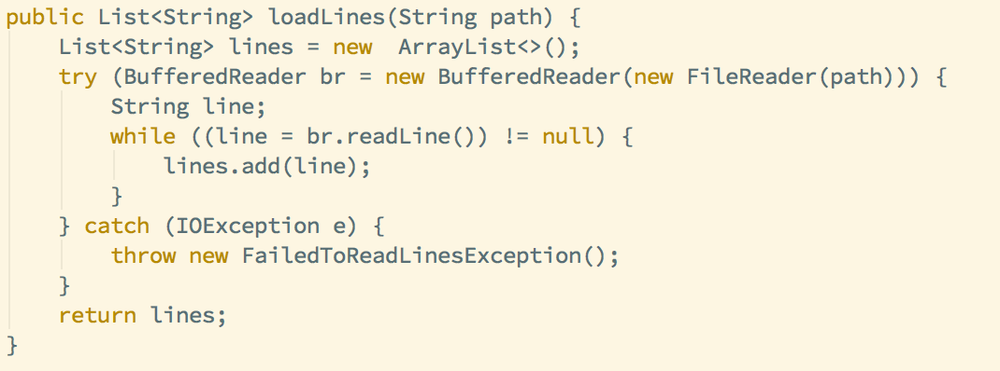 public List<String> loadLines(String path) {
    List<String> lines = new  ArrayList<>();
    try (BufferedReader br = new BufferedReader(new FileReader(path))) {
        String line;
        while ((line = br.readLine()) != null) {
            lines.add(line);
        }
    } catch (IOException e) {
        throw new FailedToReadLinesException();
    }
    return lines;
}